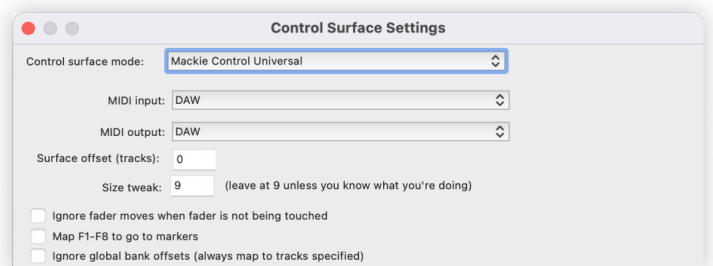 Control Surface Settings
Control surface mode: Mackie Control Universal
MIDI input: DAW
MIDI output: DAW
Surface offset (tracks): 0
Size tweak: 9 (leave at 9 unless you know what you're doing)
Ignore fader moves when fader is not being touched
Map F1-F8 to go to markers
Ignore global bank offsets (always map to tracks specified)